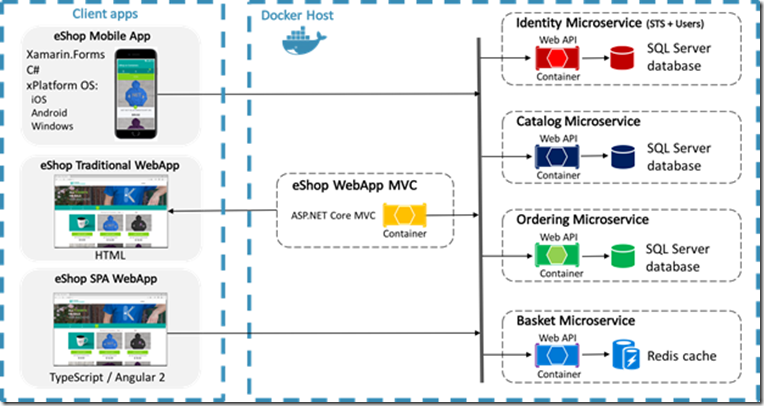 Client apps
eShop Mobile App
Xamarin.Forms
C#
xPlatform OS:
iOS
Android
Windows
eShop Traditional WebApp
HTML
eShop SPA WebApp
TypeScript / Angular 2
Docker Host
eShop WebApp MVC
ASP.NET Core MVC
Container
Identity Microservice (STS + Users)
Web API
Container
SQL Server
database
Catalog Microservice
Web API
Container
SQL Server
database
Ordering Microservice
Web API
Container
SQL Server
database
Basket Microservice
Web API
Container
Redis cache